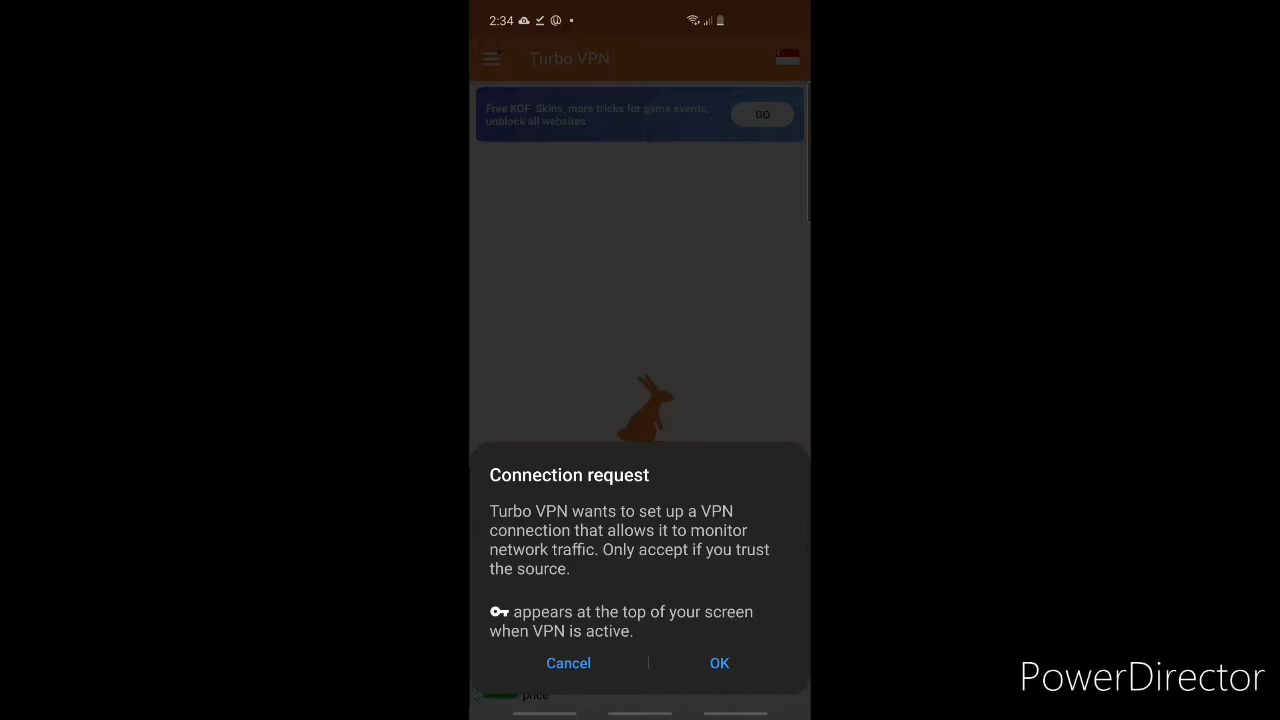 2:34
Turbo VPN
Free KOF Skins, more tricks for game events,
unblock all websites
GO
Connection request
Turbo VPN wants to set up a VPN
connection that allows it to monitor
network traffic. Only accept if you trust
the source.
appears at the top of your screen
when VPN is active.
Cancel
OK
price
PowerDirector